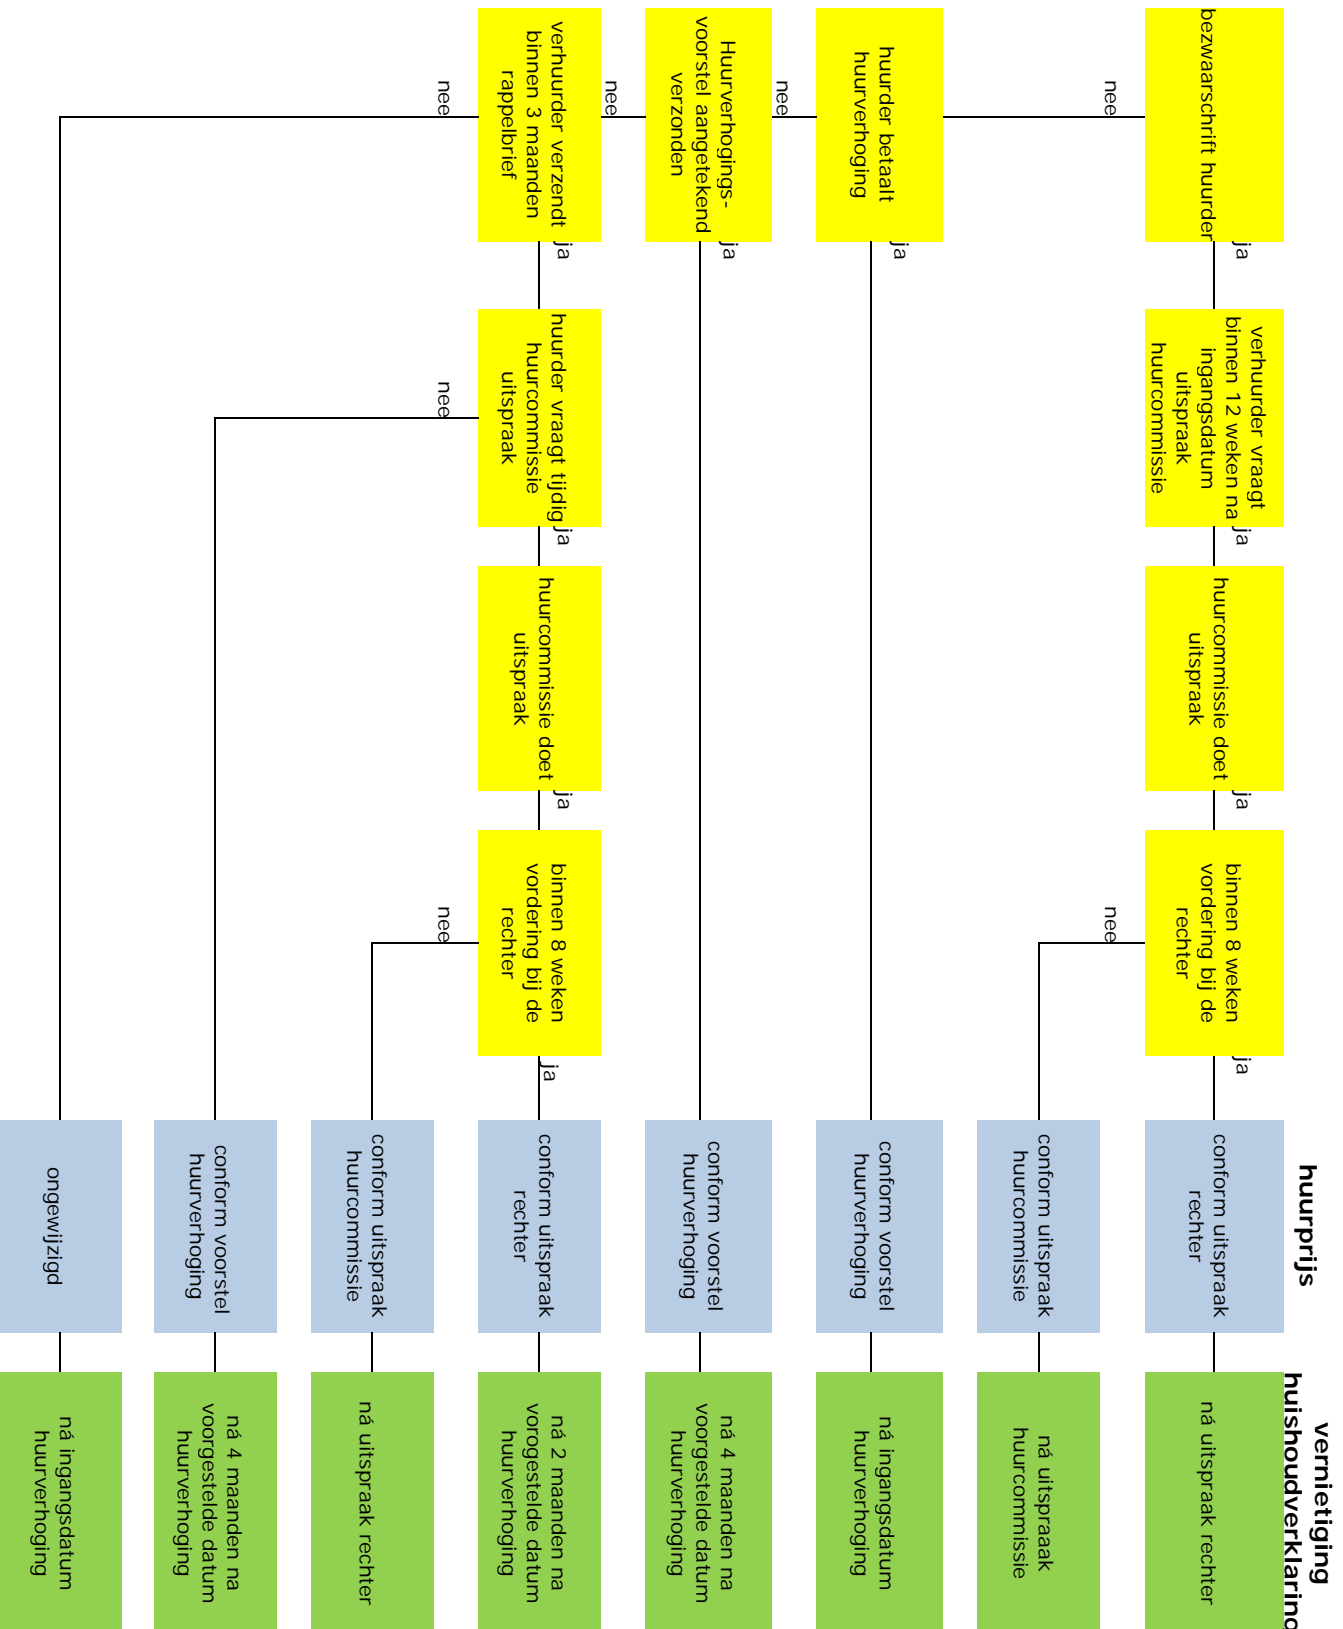 huurprijs
vernietiging
huishoudverklaring
bezwaarschrift huurder
ja
verhuurder vraagt
binnen 12 weken na
ingangsdatum
uitspraak
huurcommissie
ja
huurcommissie doet
uitspraak
ja
binnen 8 weken
vordering bij de
rechter
ja
conform uitspraak
rechter
ná uitspraak rechter
nee
nee
conform uitspraak
huurcommissie
ná uitspraaak
huurcommissie
huurder betaalt
huurverhoging
ja
conform voorstel
huurverhoging
ná ingangsdatum
huurverhoging
nee
Huurverhogings-
voorstel aangetekend
verzonden
ja
conform voorstel
huurverhoging
ná 4 maanden na
voorgestelde datum
huurverhoging
nee
verhuurder verzendt
binnen 3 maanden
rappelbrief
ja
huurder vraagt tijdig
huurcommissie
uitspraak
ja
huurcommissie doet
uitspraak
ja
binnen 8 weken
vordering bij de
rechter
ja
conform uitspraak
rechter
ná 2 maanden na
vorogestelde datum
huurverhoging
nee
nee
nee
conform uitspraak
huurcommissie
ná uitspraak rechter
conform voorstel
huurverhoging
ná 4 maanden na
voorgestelde datum
huurverhoging
ongewijzigd
ná ingangsdatum
huurverhoging